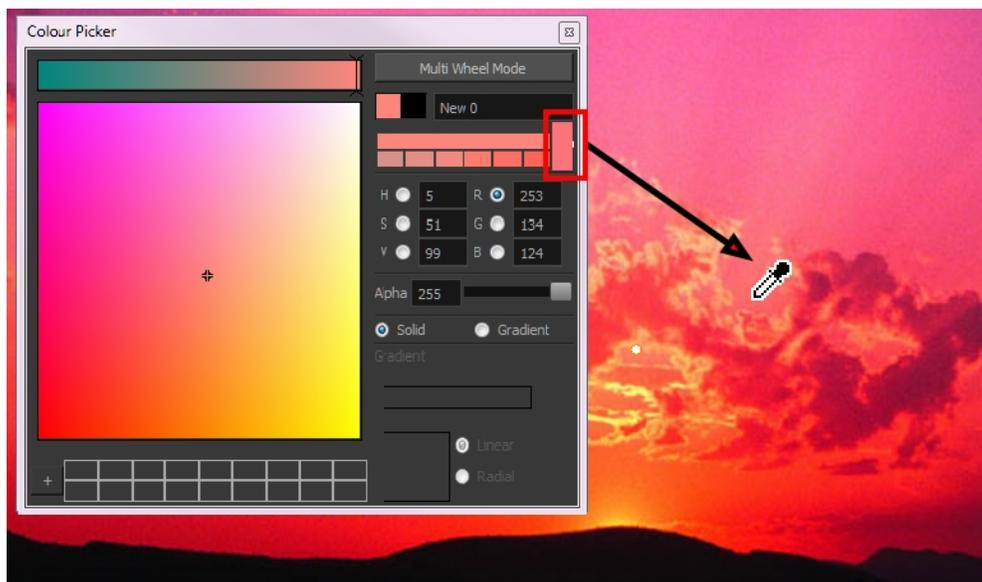 Colour Picker
Multi Wheel Mode
New 0
H 5 R 253
S 51 G 134
V 99 B 124
Alpha 255
Solid Gradient
Gradient
Linear
Radial
+